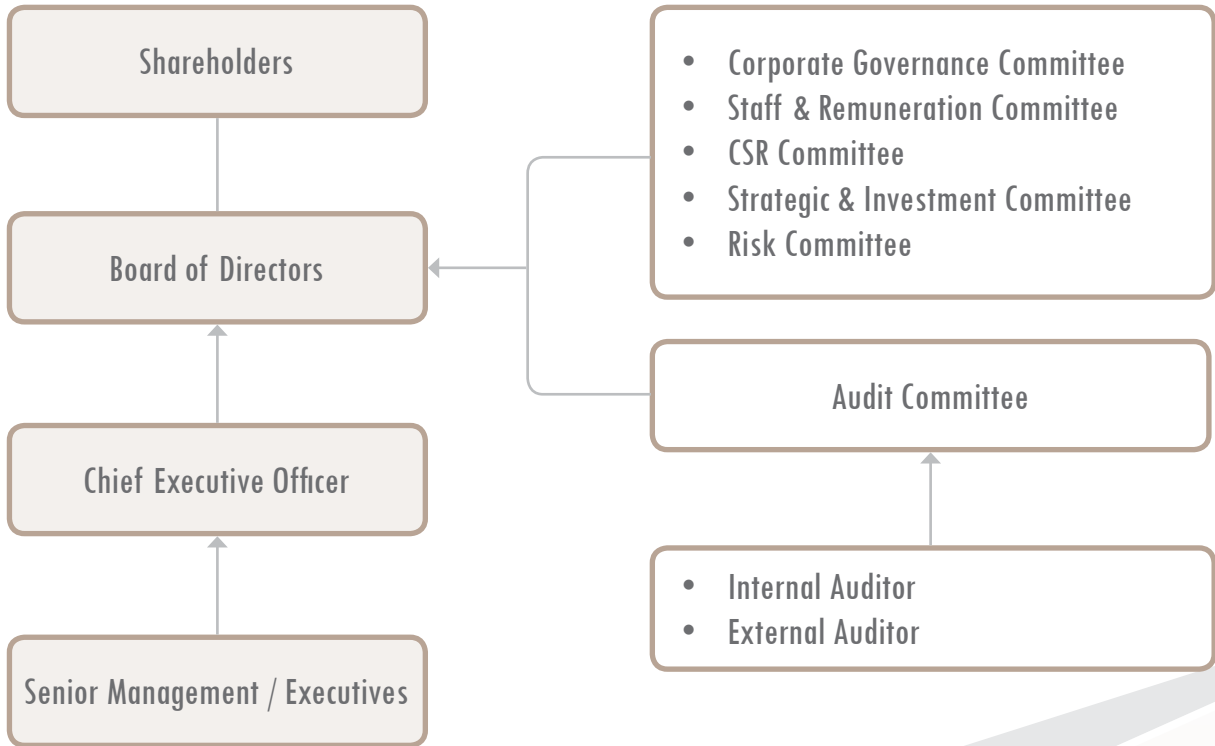 Shareholders
Board of Directors
Chief Executive Officer
Senior Management / Executives
• Corporate Governance Committee
• Staff & Remuneration Committee
• CSR Committee
• Strategic & Investment Committee
• Risk Committee
Audit Committee
• Internal Auditor
• External Auditor